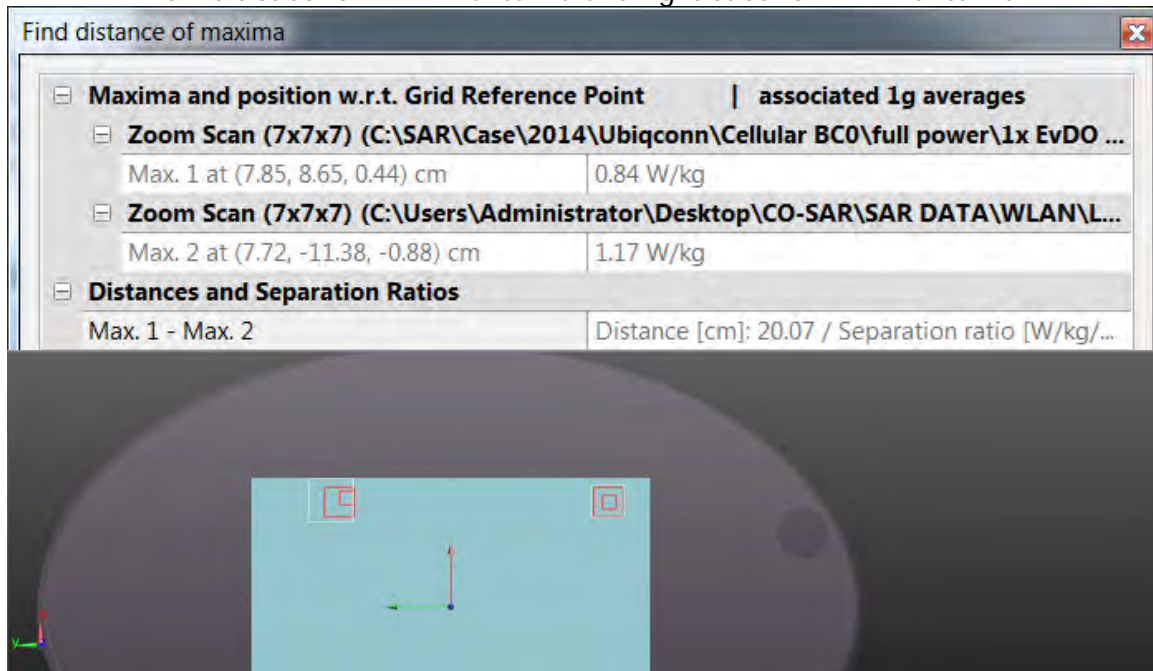 Find distance of maxima
Maxima and position w.r.t. Grid Reference Point | associated 1g averages
Zoom Scan (7x7x7) (C:\SAR\Case\2014\Ubiqconn\Cellular BC0\full power\1x EvDO ...
Max. 1 at (7.85, 8.65, 0.44) cm 0.84 W/kg
Zoom Scan (7x7x7) (C:\Users\Administrator\Desktop\CO-SAR\SAR DATA\WLAN\L...
Max. 2 at (7.72, -11.38, -0.88) cm 1.17 W/kg
Distances and Separation Ratios
Max. 1 - Max. 2 Distance [cm]: 20.07 / Separation ratio [W/kg/...
y